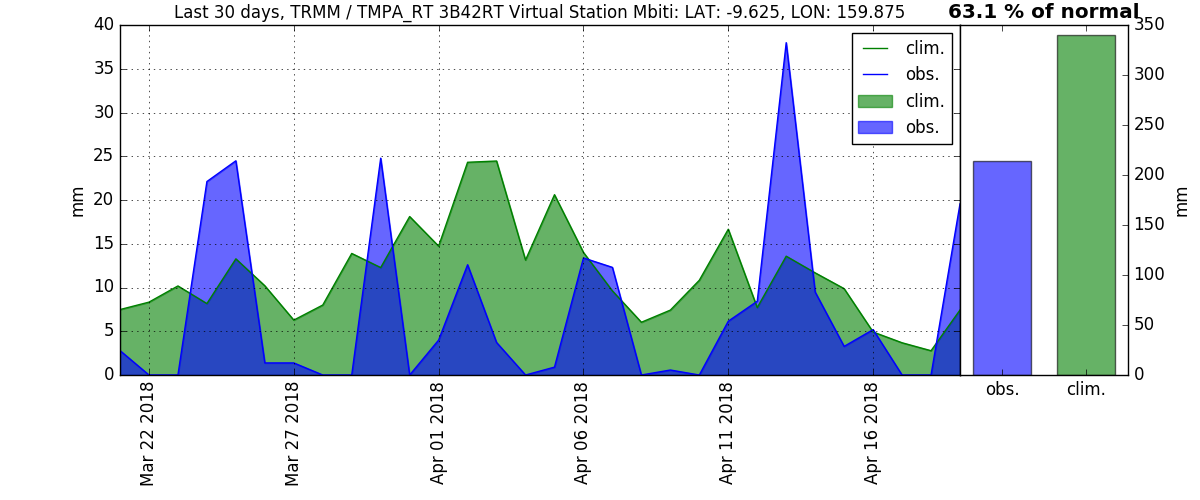 Last 30 days, TRMM / TMPA_RT 3B42RT Virtual Station Mbiti: LAT: -9.625, LON: 159.875
63.1 % of normal
40
35
30
25
20
15
10
5
0
mm
clim.
obs.
clim.
obs.
350
300
250
200
150
100
50
0
mm
obs.
clim.
Mar 22 2018
Mar 27 2018
Apr 01 2018
Apr 06 2018
Apr 11 2018
Apr 16 2018